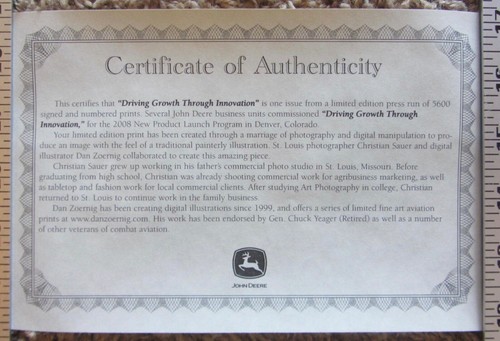 Certificate of Authenticity
This certifies that "Driving Growth Through Innovation" is one issue from a limited edition press run of 5600
signed and numbered prints. Several John Deere business units commissioned "Driving Growth Through
Innovation," for the 2008 New Product Launch Program in Denver, Colorado.
Your limited edition print has been created through a marriage of photography and digital manipulation to pro-
duce an image with the feel of a traditional painterly illustration. St. Louis photographer Christian Sauer and digital
illustrator Dan Zoernig collaborated to create this amazing piece.
Christian Sauer grew up working in his father's commercial photo studio in St. Louis, Missouri. Before
graduating from high school, Christian was already shooting commercial work for agribusiness marketing, as well
as tabletop and fashion work for local commercial clients. After studying Art Photography in college, Christian
returned to St. Louis to continue work in the family business.
Dan Zoernig has been creating digital illustrations since 1999, and offers a series of limited fine art aviation
prints at www.danzoernig.com. His work has been endorsed by Gen. Chuck Yeager (Retired) as well as a number
of other veterans of combat aviation.
JOHN DEERE